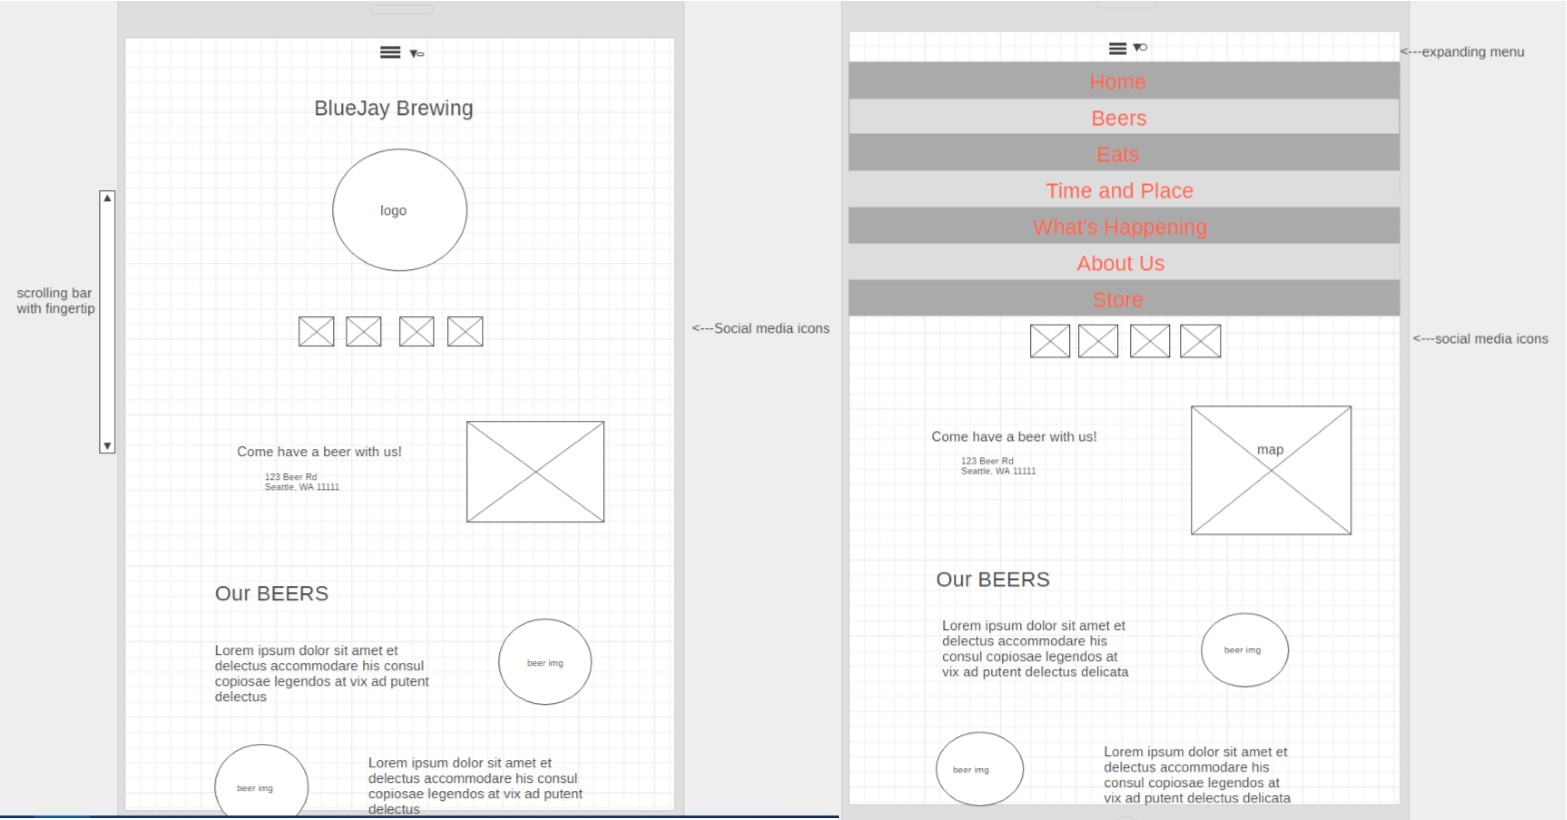 BlueJay Brewing
logo
scrolling bar
with fingertip
<---Social media icons
Come have a beer with us!
123 Beer Rd
Seattle, WA 11111
Our BEERS
Lorem ipsum dolor sit amet et
delectus accommodare his consul
copiosae legendos at vix ad putent
delectus
beer img
beer img
Lorem ipsum dolor sit amet et
delectus accommodare his consul
copiosae legendos at vix ad putent
delectus
<---expanding menu
Home
Beers
Eats
Time and Place
What's Happening
About Us
Store
<---social media icons
Come have a beer with us!
123 Beer Rd
Seattle, WA 11111
map
Our BEERS
Lorem ipsum dolor sit amet et
delectus accommodare his
consul copiosae legendos at
vix ad putent delectus delicata
beer img
beer img
Lorem ipsum dolor sit amet et
delectus accommodare his
consul copiosae legendos at
vix ad putent delectus delicata